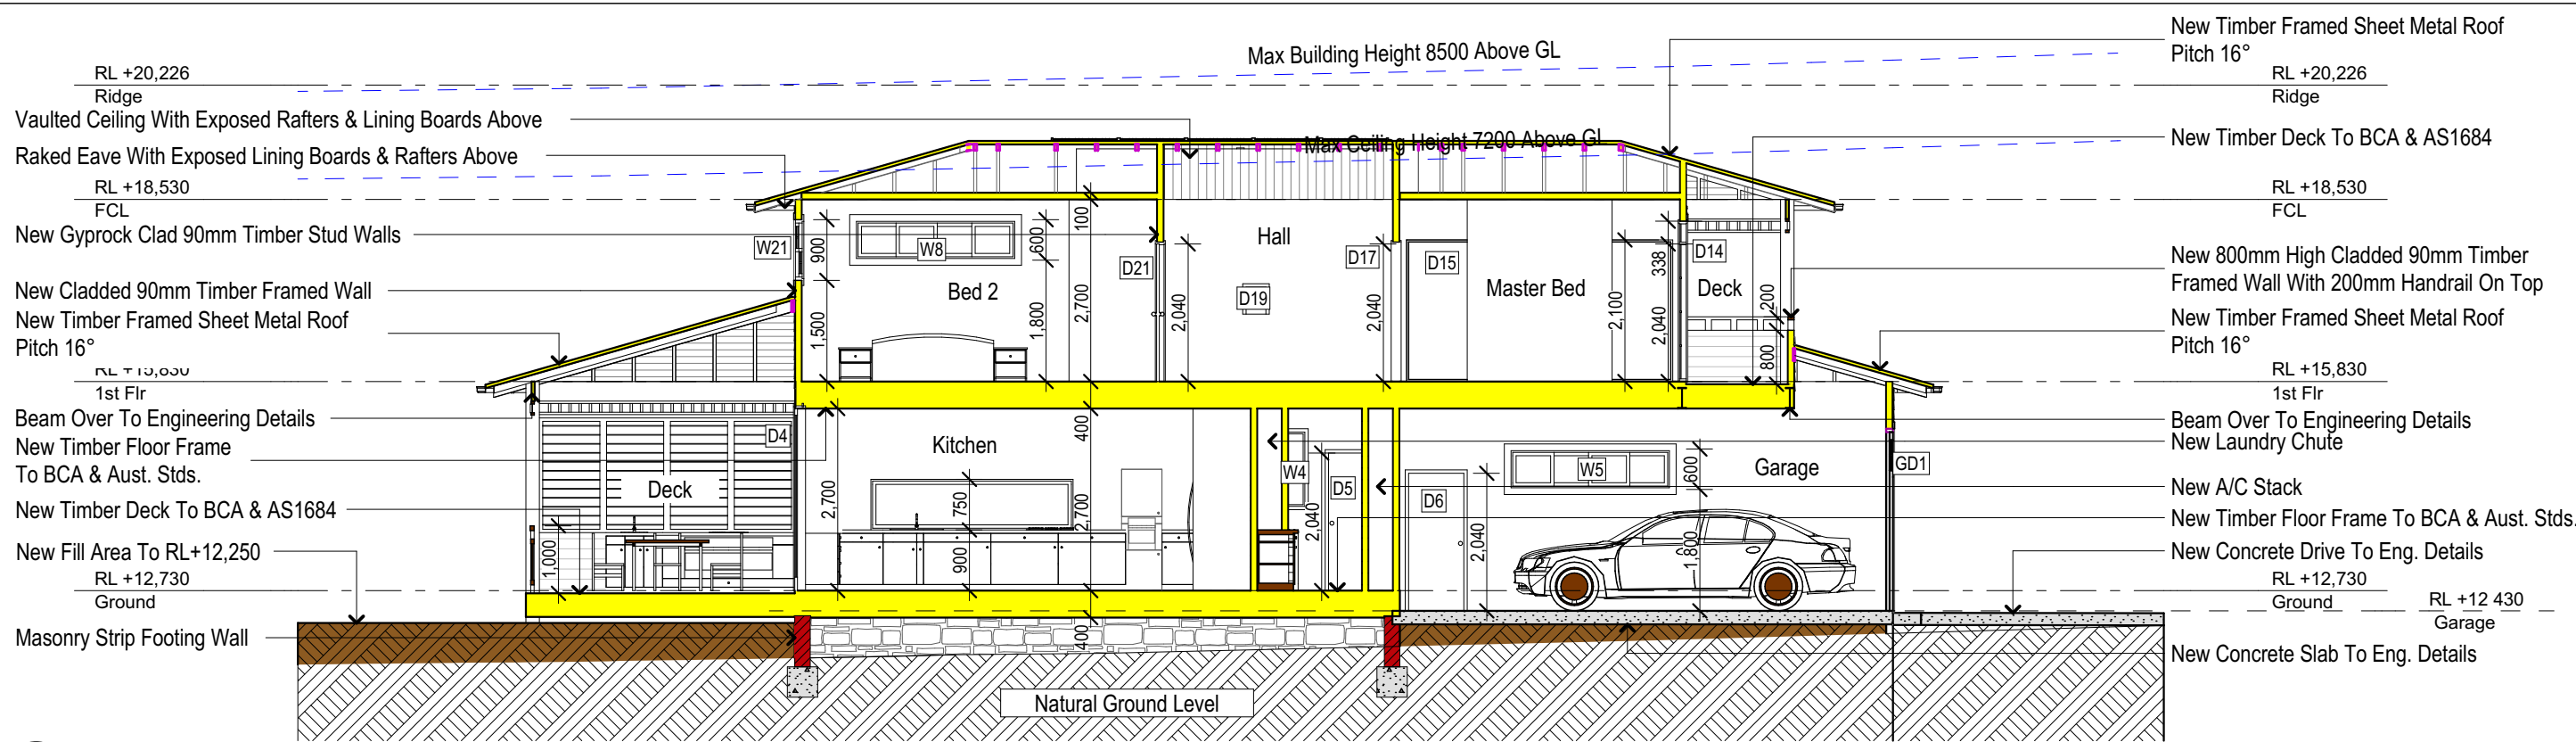 RL +20,226
Ridge
Vaulted Ceiling With Exposed Rafters & Lining Boards Above
Raked Eave With Exposed Lining Boards & Rafters Above
RL +18,530
FCL
New Gyprock Clad 90mm Timber Stud Walls
New Cladded 90mm Timber Framed Wall
New Timber Framed Sheet Metal Roof
Pitch 16°
RL +15,830
1st Flr
Beam Over To Engineering Details
New Timber Floor Frame
To BCA & Aust. Stds.
New Timber Deck To BCA & AS1684
New Fill Area To RL+12,250
RL +12,730
Ground
Masonry Strip Footing Wall
Max Building Height 8500 Above GL
Max Ceiling Height 7200 Above GL
W21
900
1,500
W8
Bed 2
600
1,800
100
2,700
D21
2,040
Hall
D19
D17
2,040
D15
Master Bed
2,100
338
2,040
D14
Deck
200
800
D4
Deck
1,000
2,700
Kitchen
750
900
400
2,700
400
W4
2,040
D5
D6
2,040
W5
600
1,800
Garage
GD1
Natural Ground Level
New Timber Framed Sheet Metal Roof
Pitch 16°
RL +20,226
Ridge
New Timber Deck To BCA & AS1684
RL +18,530
FCL
New 800mm High Cladded 90mm Timber
Framed Wall With 200mm Handrail On Top
New Timber Framed Sheet Metal Roof
Pitch 16°
RL +15,830
1st Flr
Beam Over To Engineering Details
New Laundry Chute
New A/C Stack
New Timber Floor Frame To BCA & Aust. Stds.
New Concrete Drive To Eng. Details
RL +12,730
Ground
RL +12 430
Garage
New Concrete Slab To Eng. Details